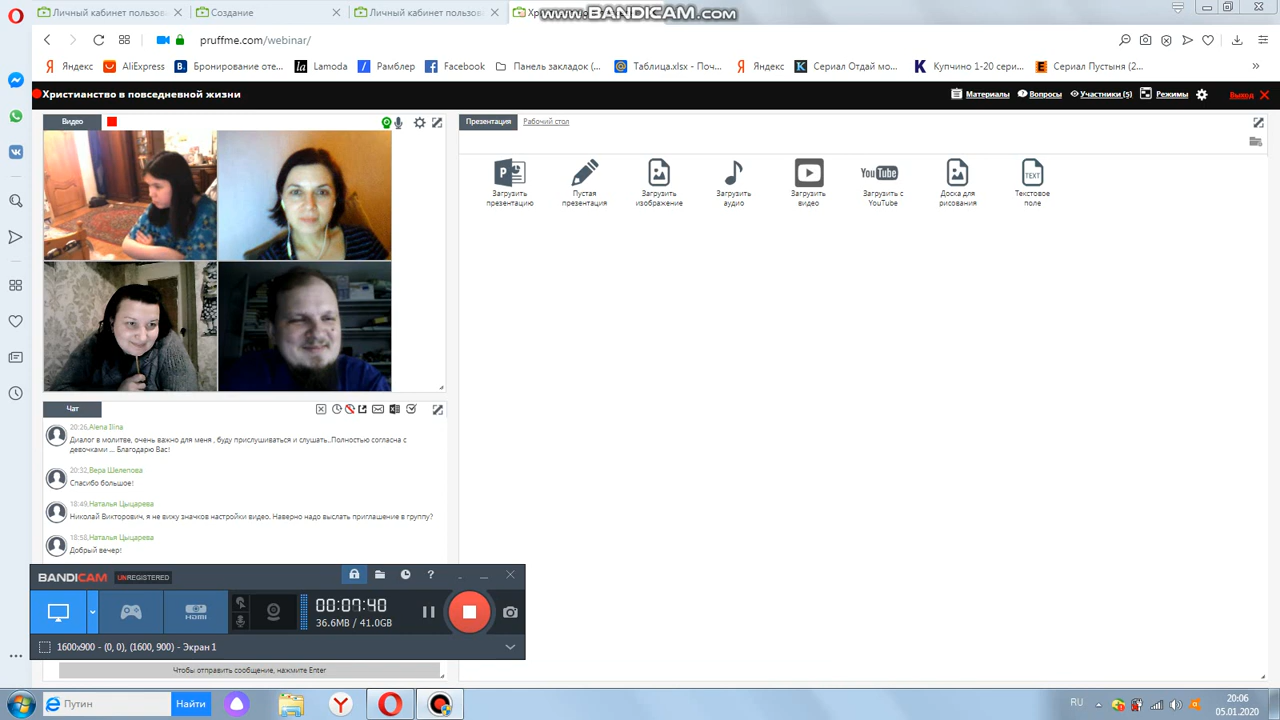 Личный кабинет пользов
Создание
Личный кабинет пользов
Хр
www.BANDICAM.com
pruffme.com/webinar/
Яндекс
AliExpress
Бронирование оте...
Lamoda
Рамблер
Facebook
Панель закладок (...
Таблица.xlsx - Поч...
Яндекс
Сериал Отдай мо...
Купчино 1-20 сери...
Сериал Пустыня (2...
Христианство в повседневной жизни
Материалы
Вопросы
Участники (5)
Режимы
Выход
Видео
Презентация
Рабочий стол
Загрузить презентацию
Пустая презентация
Загрузить изображение
Загрузить аудио
Загрузить видео
YouTube
Загрузить с YouTube
Доска для рисования
TEXT
Текстовое поле
Чат
20:26,Alena Ilina
Диалог в молитве, очень важно для меня , буду прислушиваться и слушать..Полностью согласна с
девочками ... Благодарю Вас!
20:32,Вера Шелепова
Спасибо большое!
18:49,Наталья Цыцарева
Николай Викторович, я не вижу значков настройки видео. Наверно надо выслать приглашение в группу?
18:58,Наталья Цыцарева
Добрый вечер!
BANDICAM UNREGISTERED
HDMI
00:07:40
36.6MB / 41.0GB
1600x900 - (0, 0), (1600, 900) - Экран 1
Чтобы отправить сообщение, нажмите Enter
Путин
Найти
RU
20:06
05.01.2020